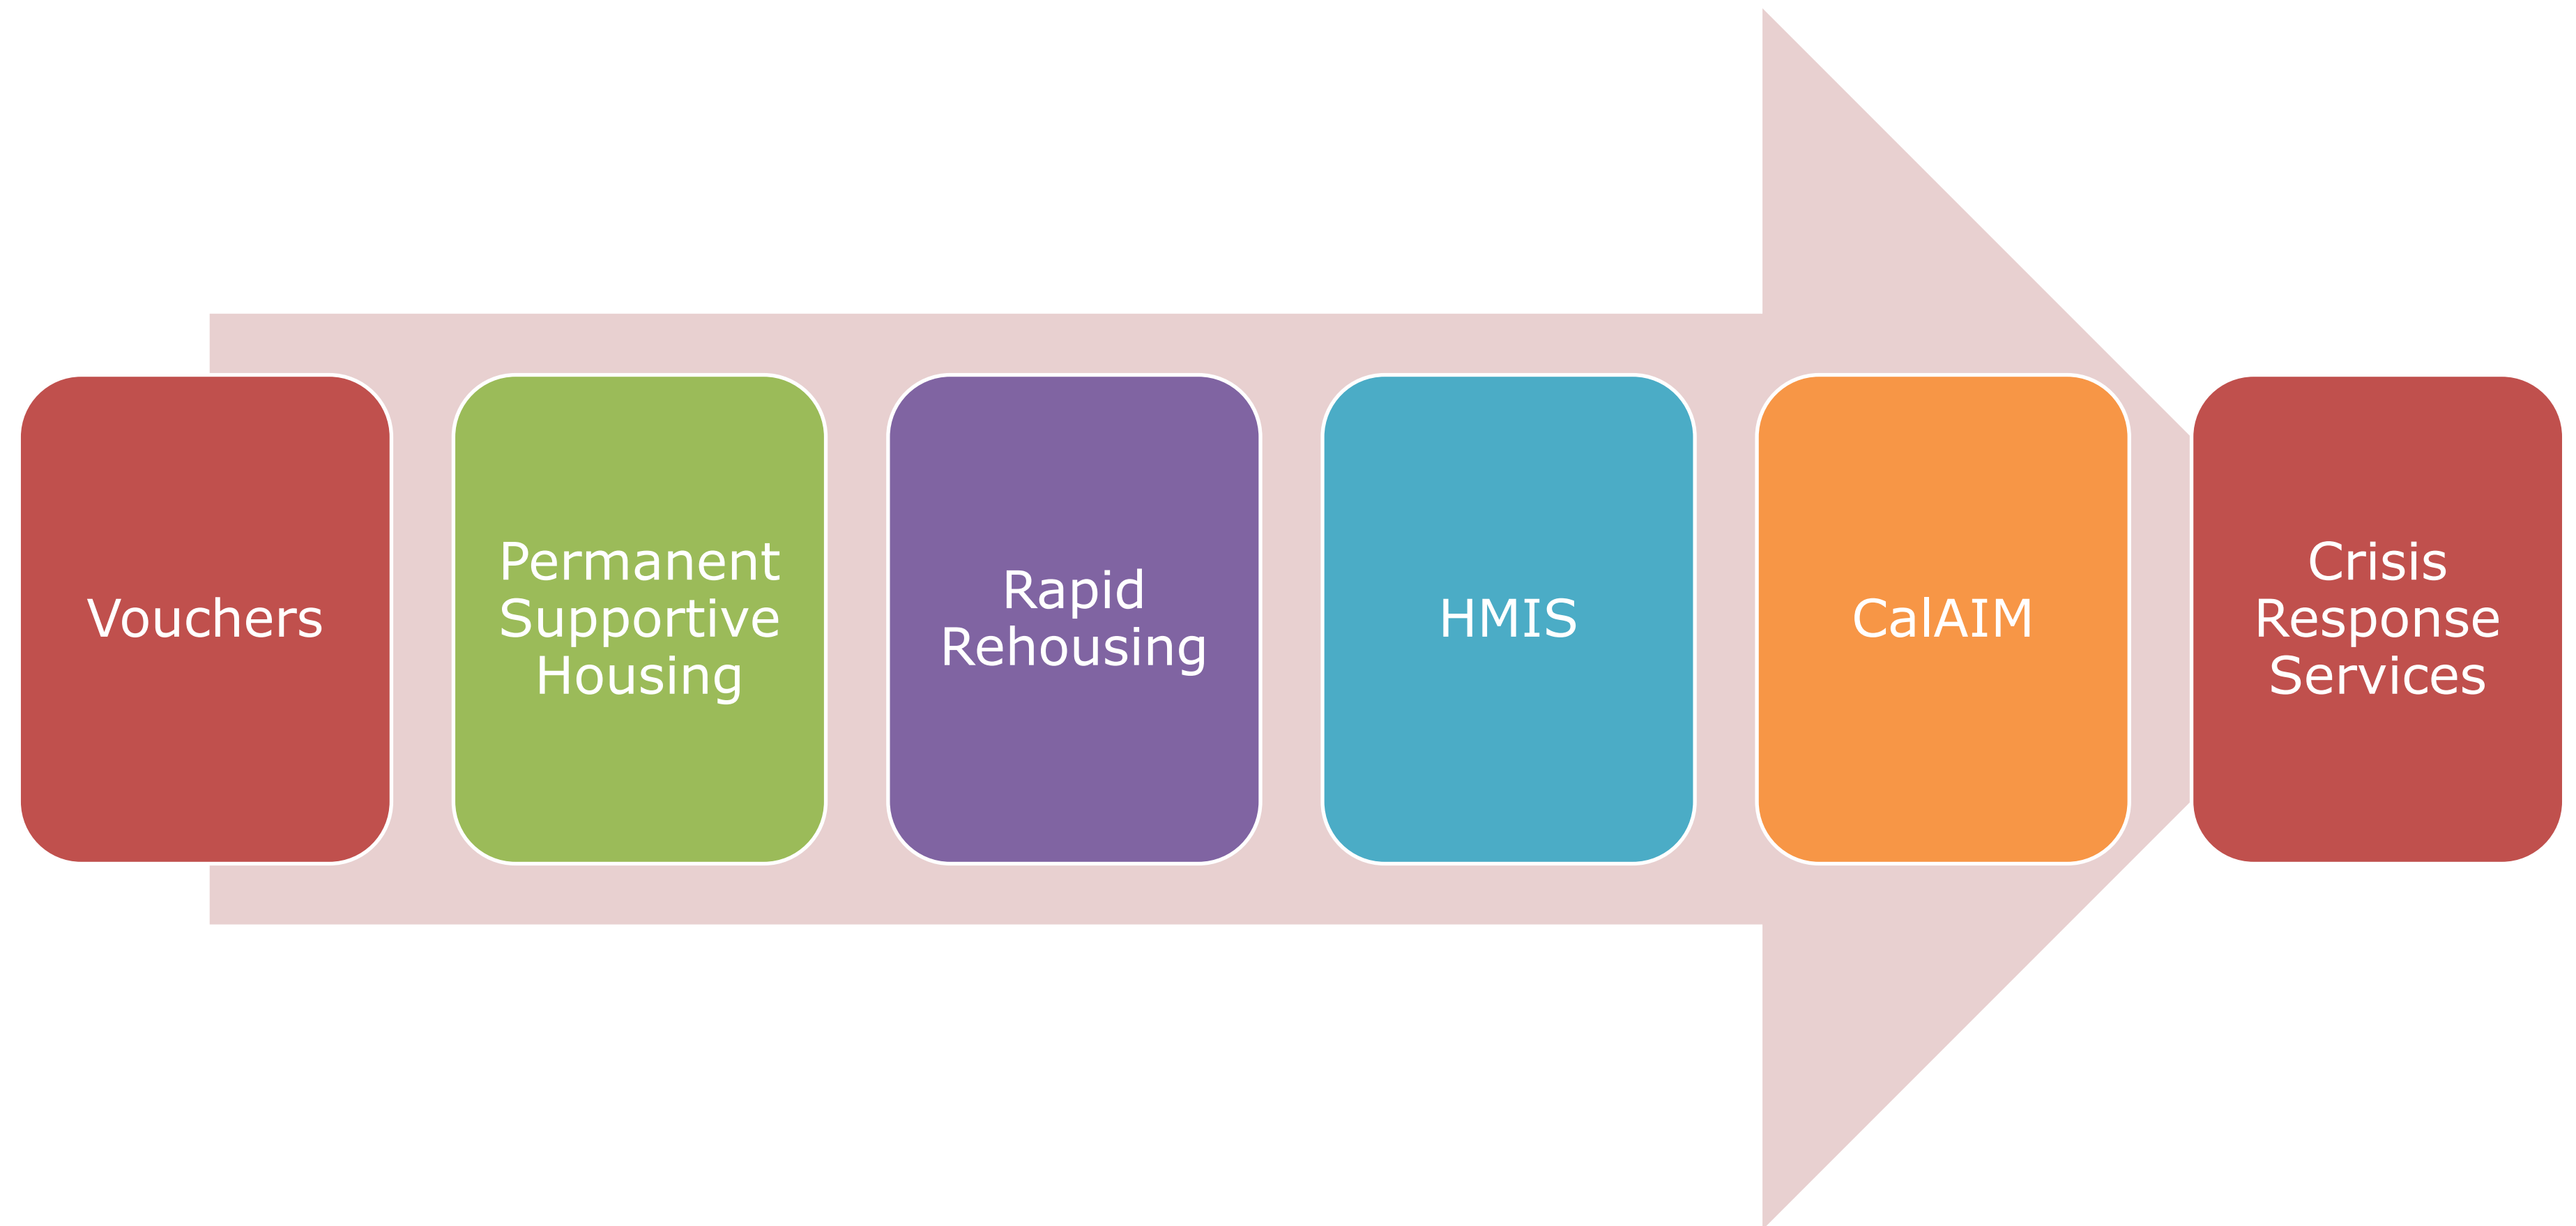 Vouchers
Permanent
Supportive
Housing
Rapid
Rehousing
HMIS
CalAIM
Crisis
Response
Services